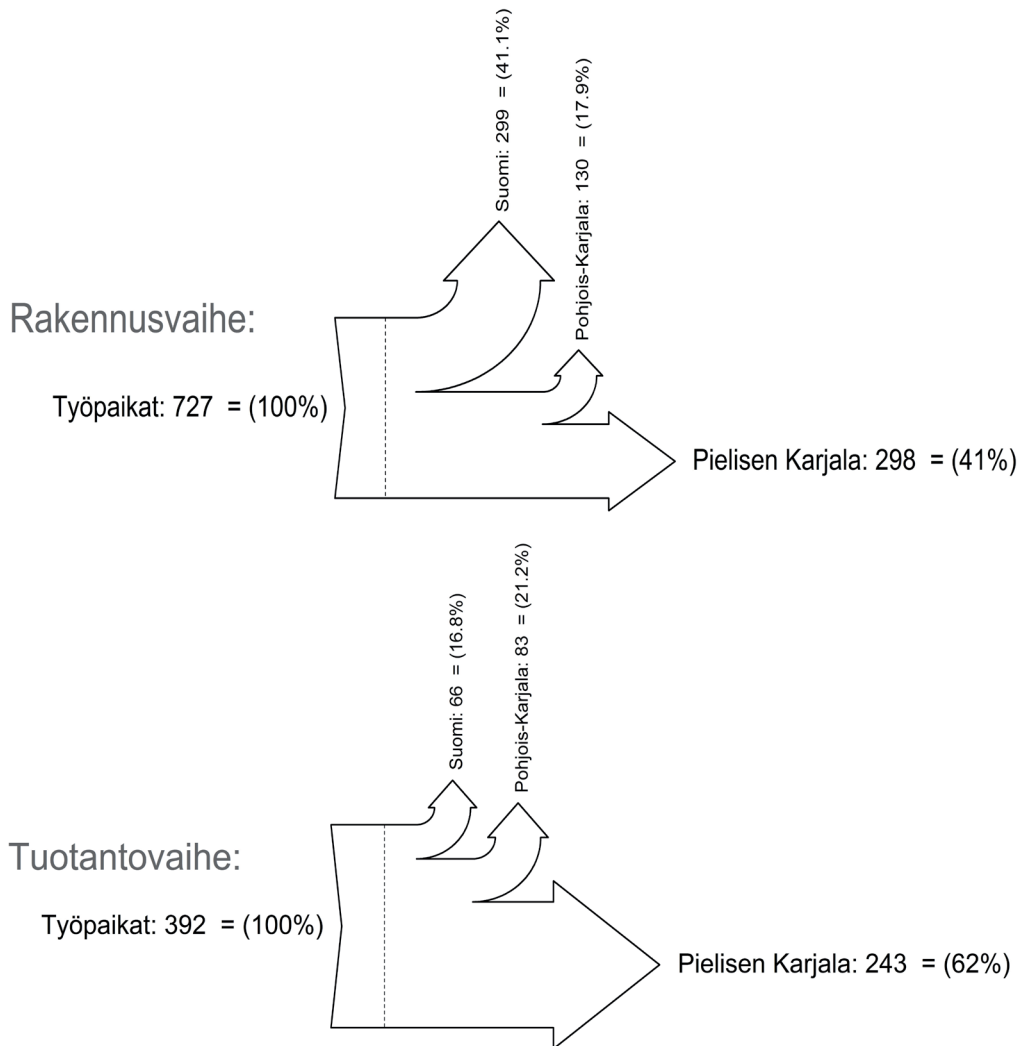 Suomi: 299 = (41.1%)
Pohjois-Karjala: 130 = (17.9%)
Rakennusvaihe:
Työpaikat: 727 = (100%)
Pielisen Karjala: 298 = (41%)
Suomi: 66 = (16.8%)
Pohjois-Karjala: 83 = (21.2%)
Tuotantovaihe:
Työpaikat: 392 = (100%)
Pielisen Karjala: 243 = (62%)